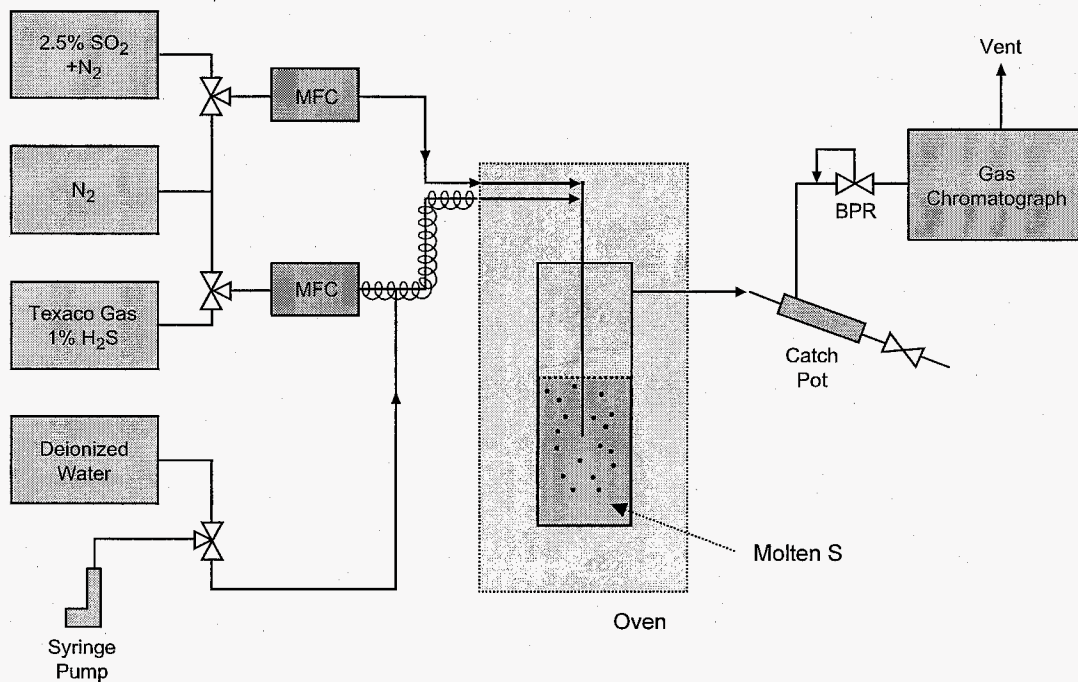 2.5% SO2
+N2
MFC
Vent
N2
Gas
Chromatograph
BPR
Texaco Gas
1% H2S
MFC
Catch
Pot
Deionized
Water
Molten S
Oven
Syringe
Pump